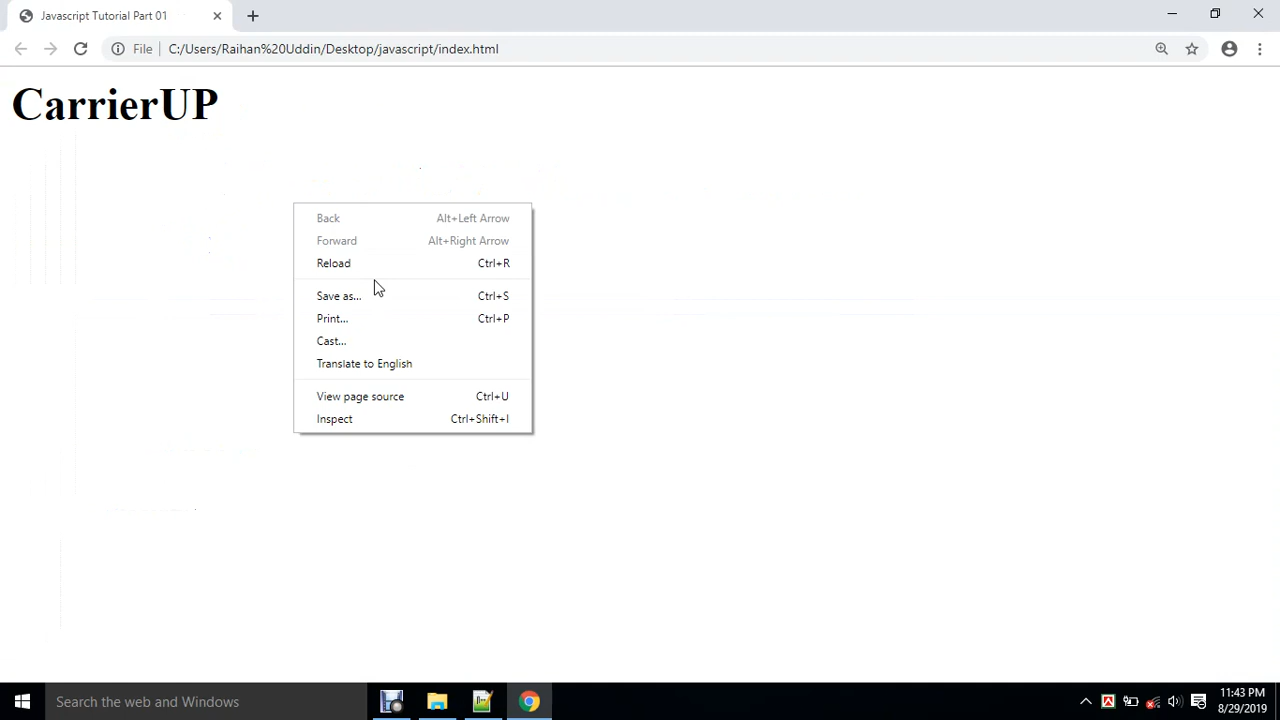 Javascript Tutorial Part 01
File C:/Users/Raihan%20Uddin/Desktop/javascript/index.html
CarrierUP
Back Alt+Left Arrow
Forward Alt+Right Arrow
Reload Ctrl+R
Save as... Ctrl+S
Print... Ctrl+P
Cast...
Translate to English
View page source Ctrl+U
Inspect Ctrl+Shift+I
Search the web and Windows
11:43 PM
8/29/2019